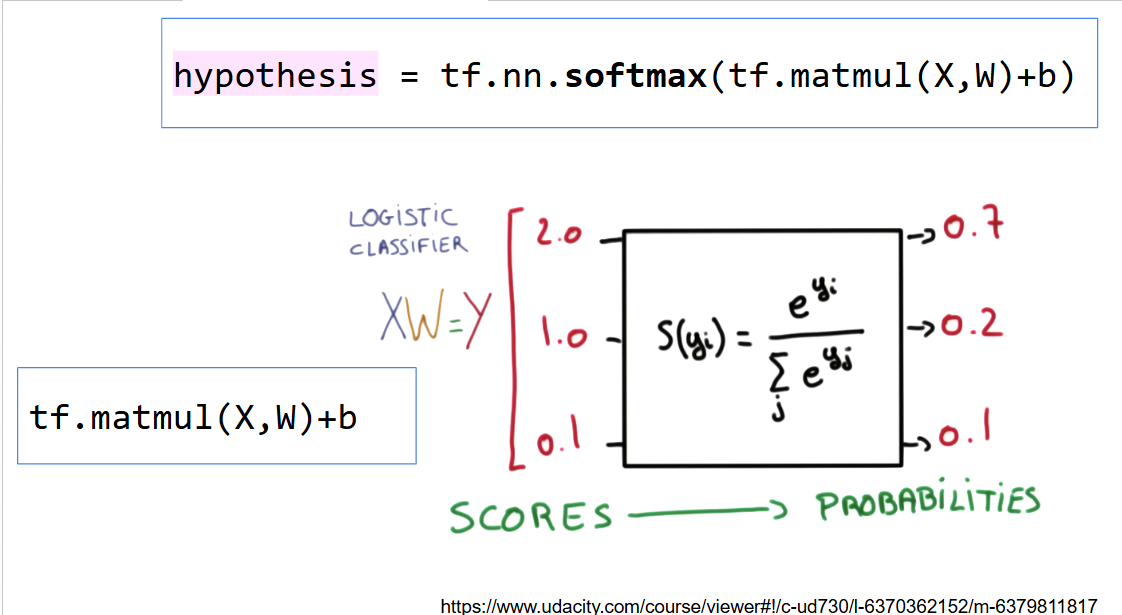 hypothesis = tf.nn.softmax(tf.matmul(X,W)+b)
LOGISTIC
CLASSIFIER
XW=Y
tf.matmul(X,W)+b
2.0
1.0
0.1
S(yi) = e^yi / Σj e^yj
0.7
0.2
0.1
SCORES → PROBABILITIES
https://www.udacity.com/course/viewer#!/c-ud730/l-6370362152/m-6379811817